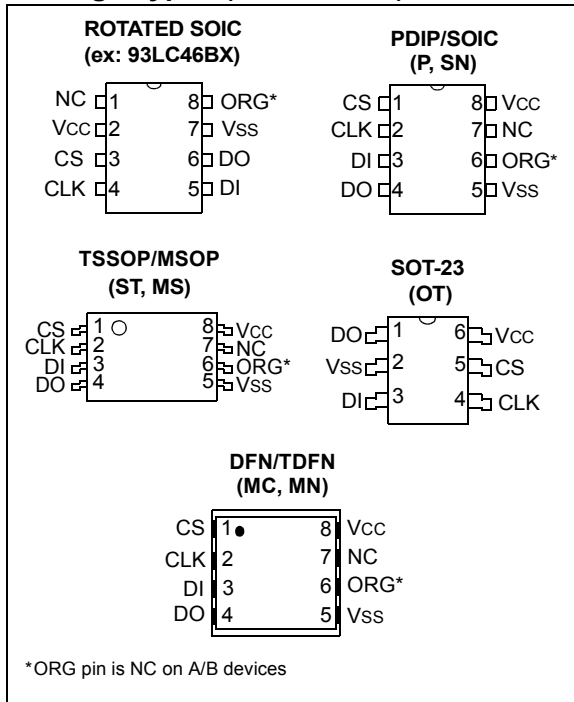 ROTATED SOIC
(ex: 93LC46BX)
NC 1 8 ORG*
Vcc 2 7 Vss
CS 3 6 DO
CLK 4 5 DI
PDIP/SOIC
(P, SN)
CS 1 8 Vcc
CLK 2 7 NC
DI 3 6 ORG*
DO 4 5 Vss
TSSOP/MSOP
(ST, MS)
CS 1 8 Vcc
CLK 2 7 NC
DI 3 6 ORG*
DO 4 5 Vss
SOT-23
(OT)
DO 1 6 Vcc
Vss 2 5 CS
DI 3 4 CLK
DFN/TDFN
(MC, MN)
CS 1 8 Vcc
CLK 2 7 NC
DI 3 6 ORG*
DO 4 5 Vss
*ORG pin is NC on A/B devices